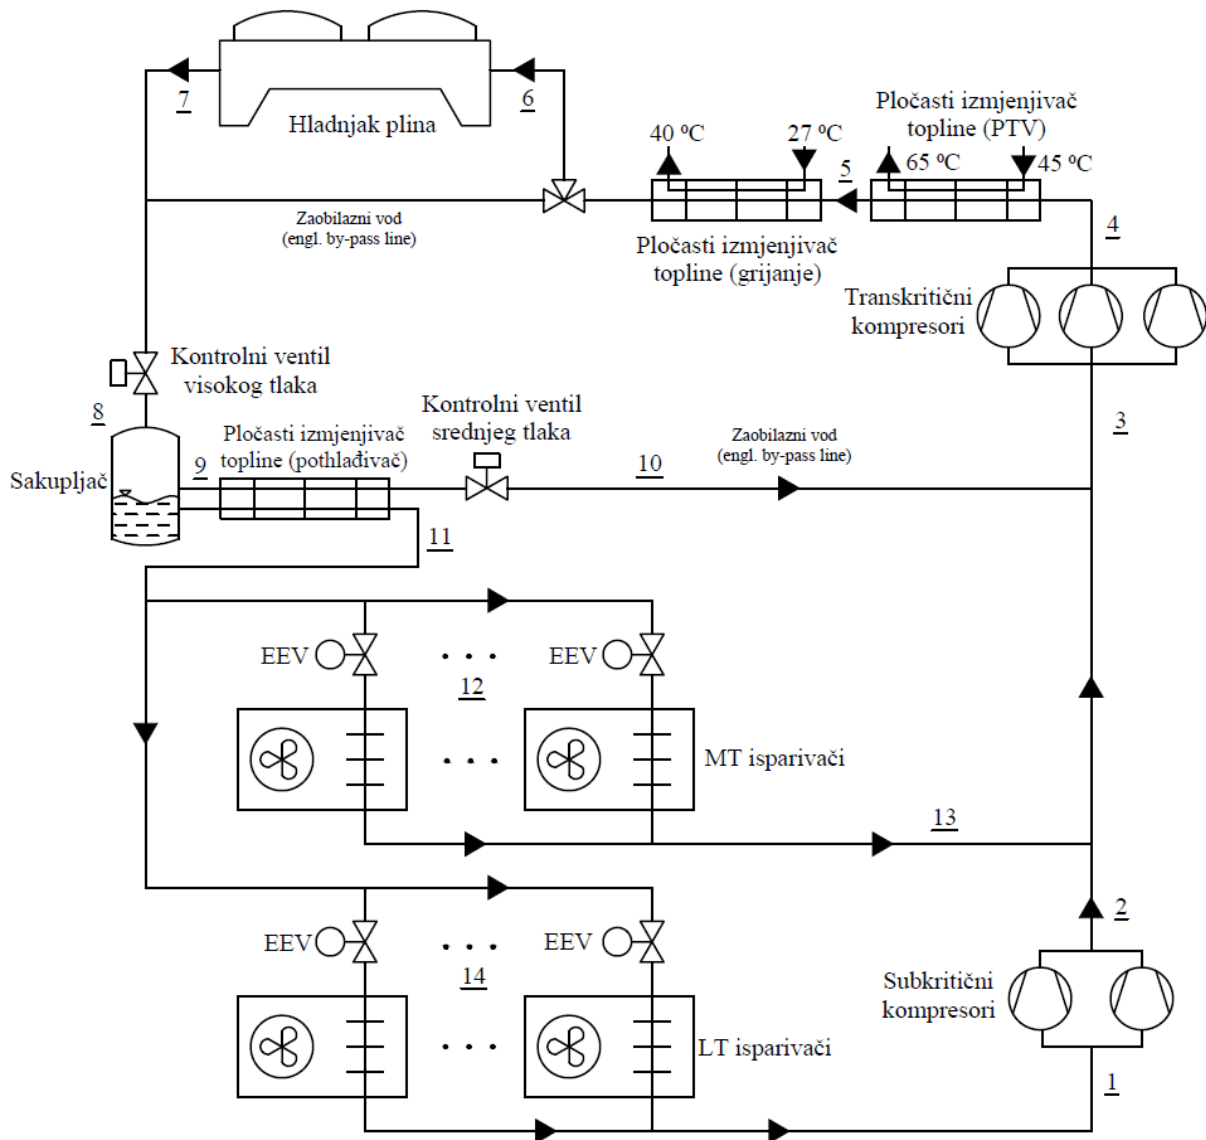 7
6
Hladnjak plina
Pločasti izmjenjivač
topline (PTV)
40 ºC
27 ºC
65 ºC
45 ºC
5
4
Zaobilazni vod
(engl. by-pass line)
Pločasti izmjenjivač
topline (grijanje)
Transkritični
kompresori
Kontrolni ventil
visokog tlaka
8
3
Kontrolni ventil
srednjeg tlaka
Pločasti izmjenjivač
topline (pothlađivač)
Zaobilazni vod
(engl. by-pass line)
Sakupljač
9
10
11
EEV
. . .
EEV
12
. . .
MT isparivači
13
2
EEV
. . .
EEV
14
Subkritični
kompresori
. . .
LT isparivači
1